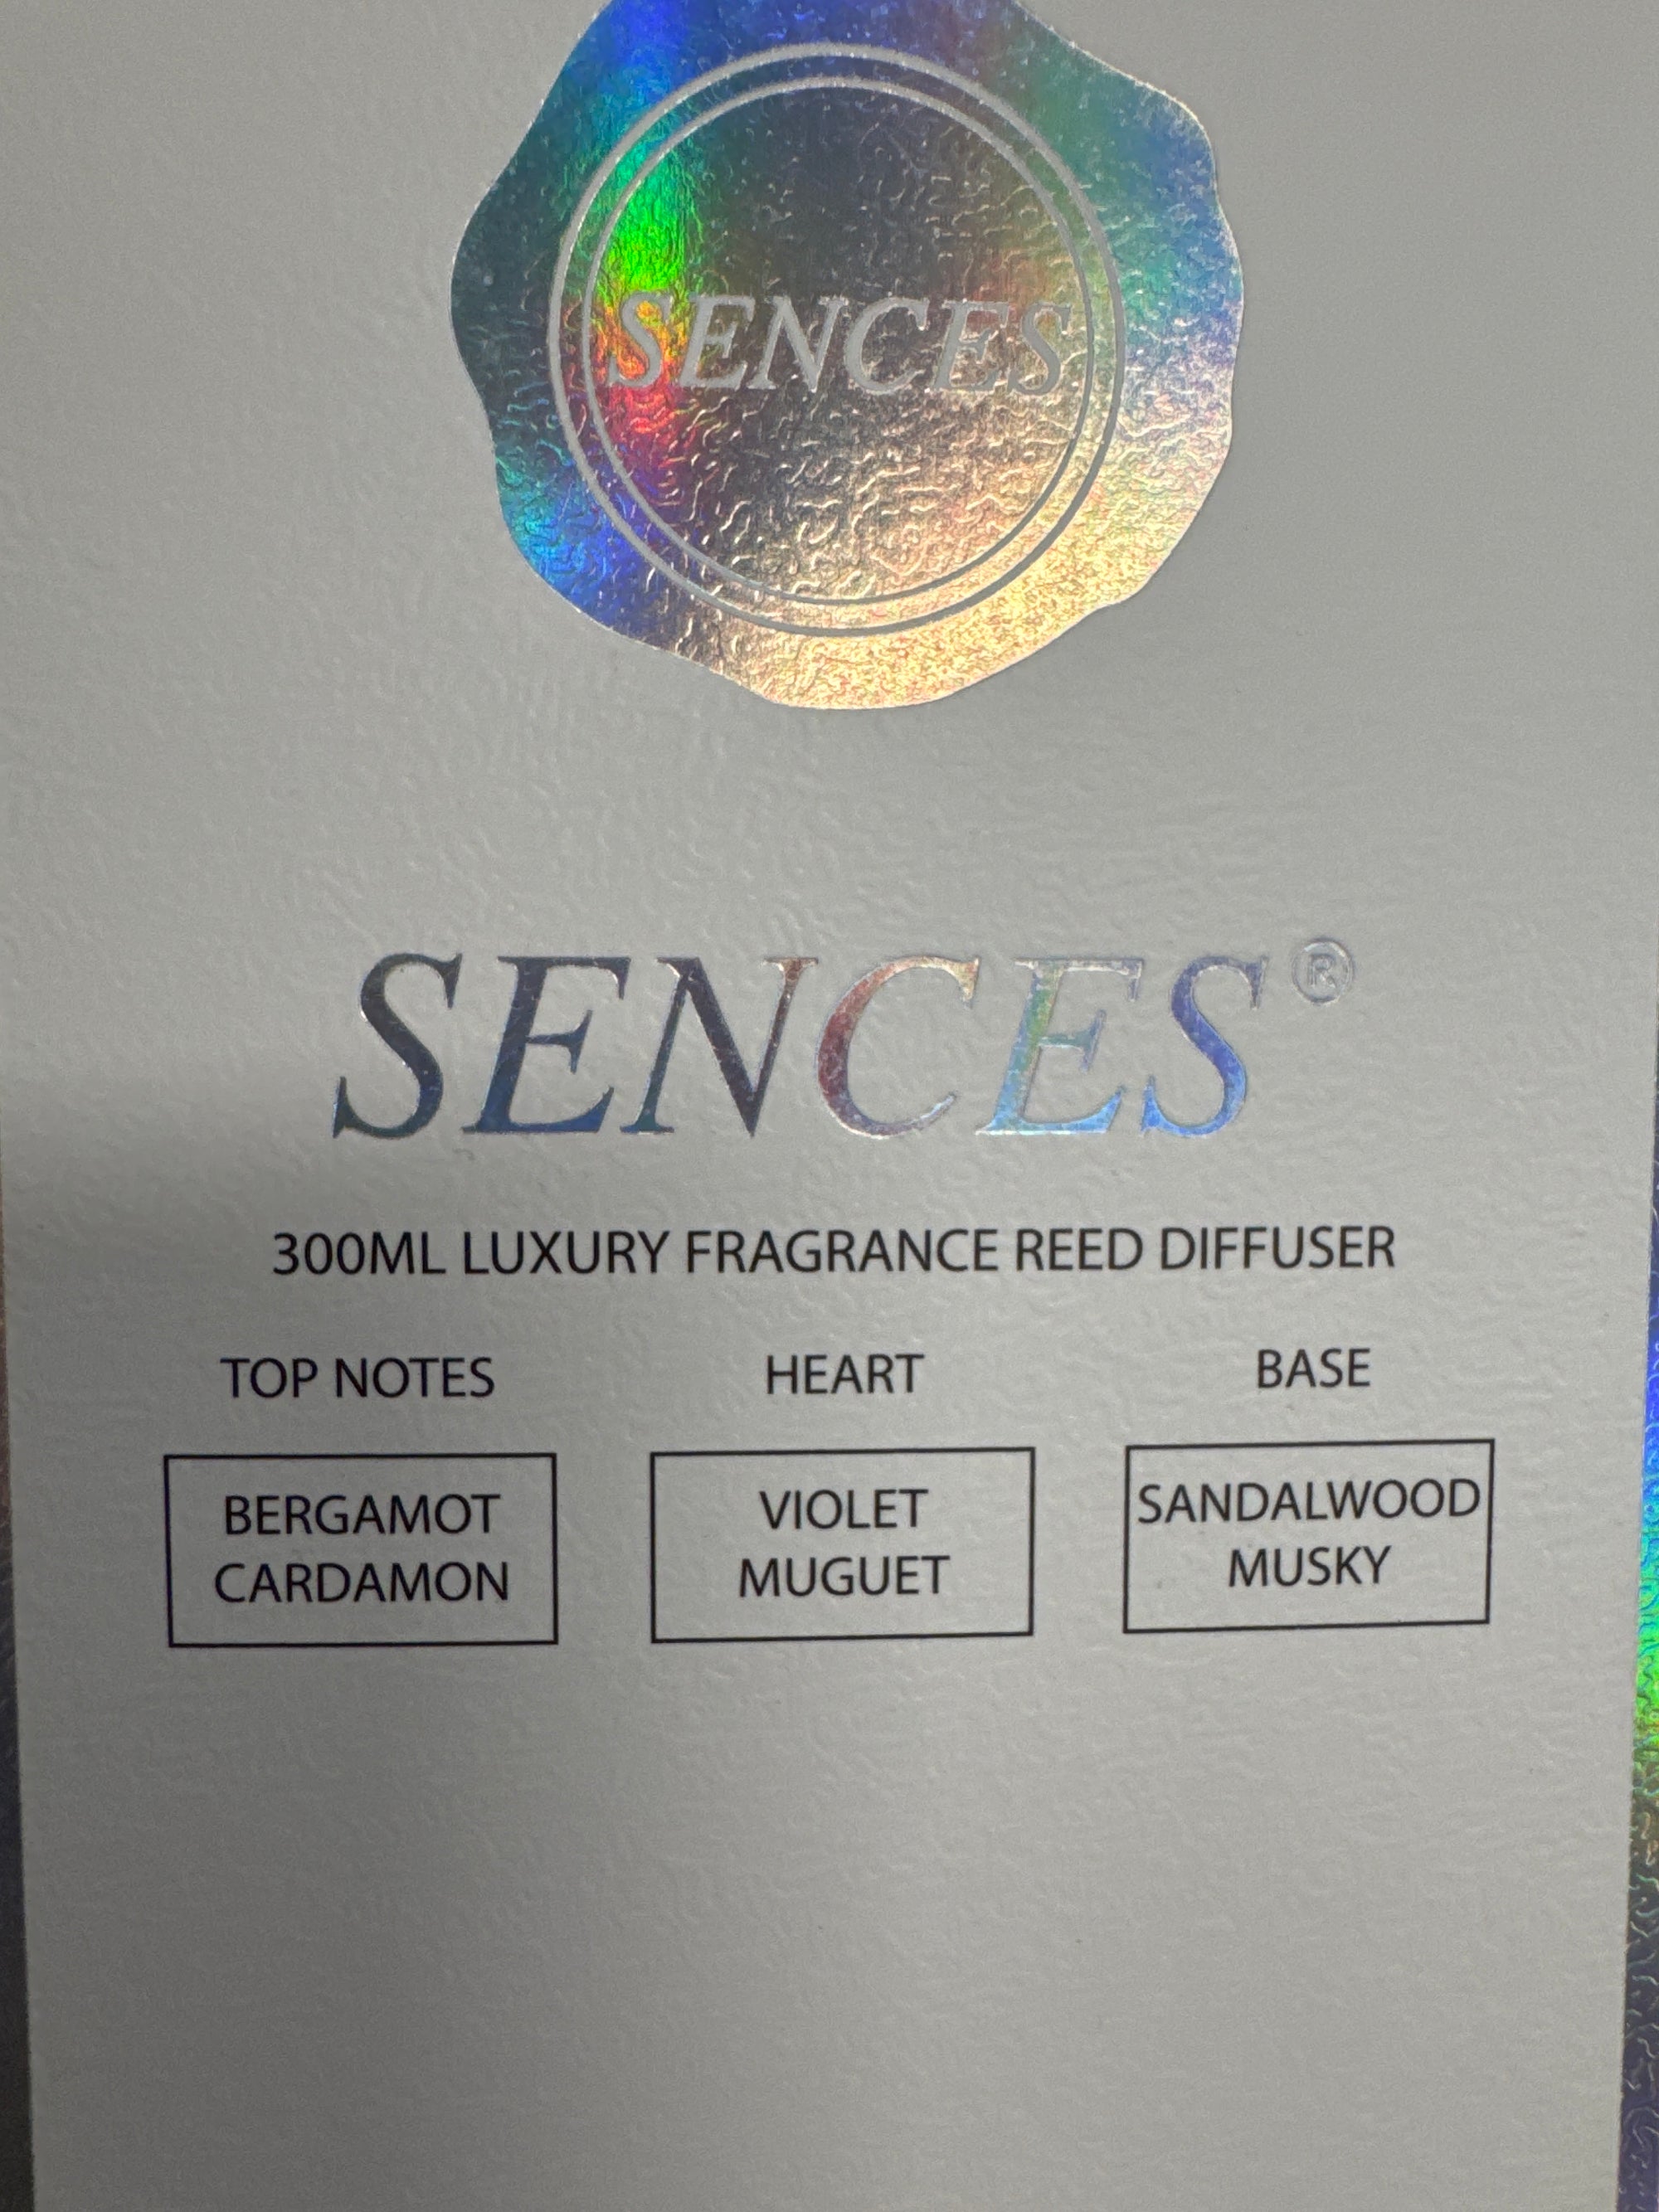 SENCES
SENCES®
300ML LUXURY FRAGRANCE REED DIFFUSER
TOP NOTES HEART BASE
BERGAMOT VIOLET SANDALWOOD
CARDAMON MUGUET MUSKY